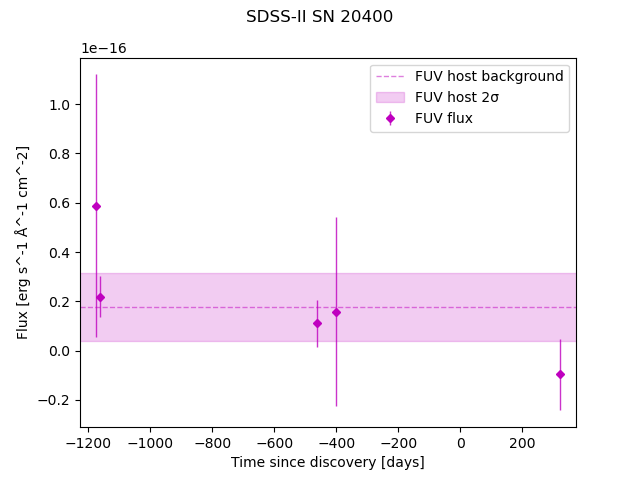 SDSS-II SN 20400
1e−16
FUV host background
FUV host 2σ
FUV flux
1.0
0.8
0.6
0.4
0.2
0.0
−0.2
Flux [erg s^-1 Å^-1 cm^-2]
−1200 −1000 −800 −600 −400 −200 0 200
Time since discovery [days]